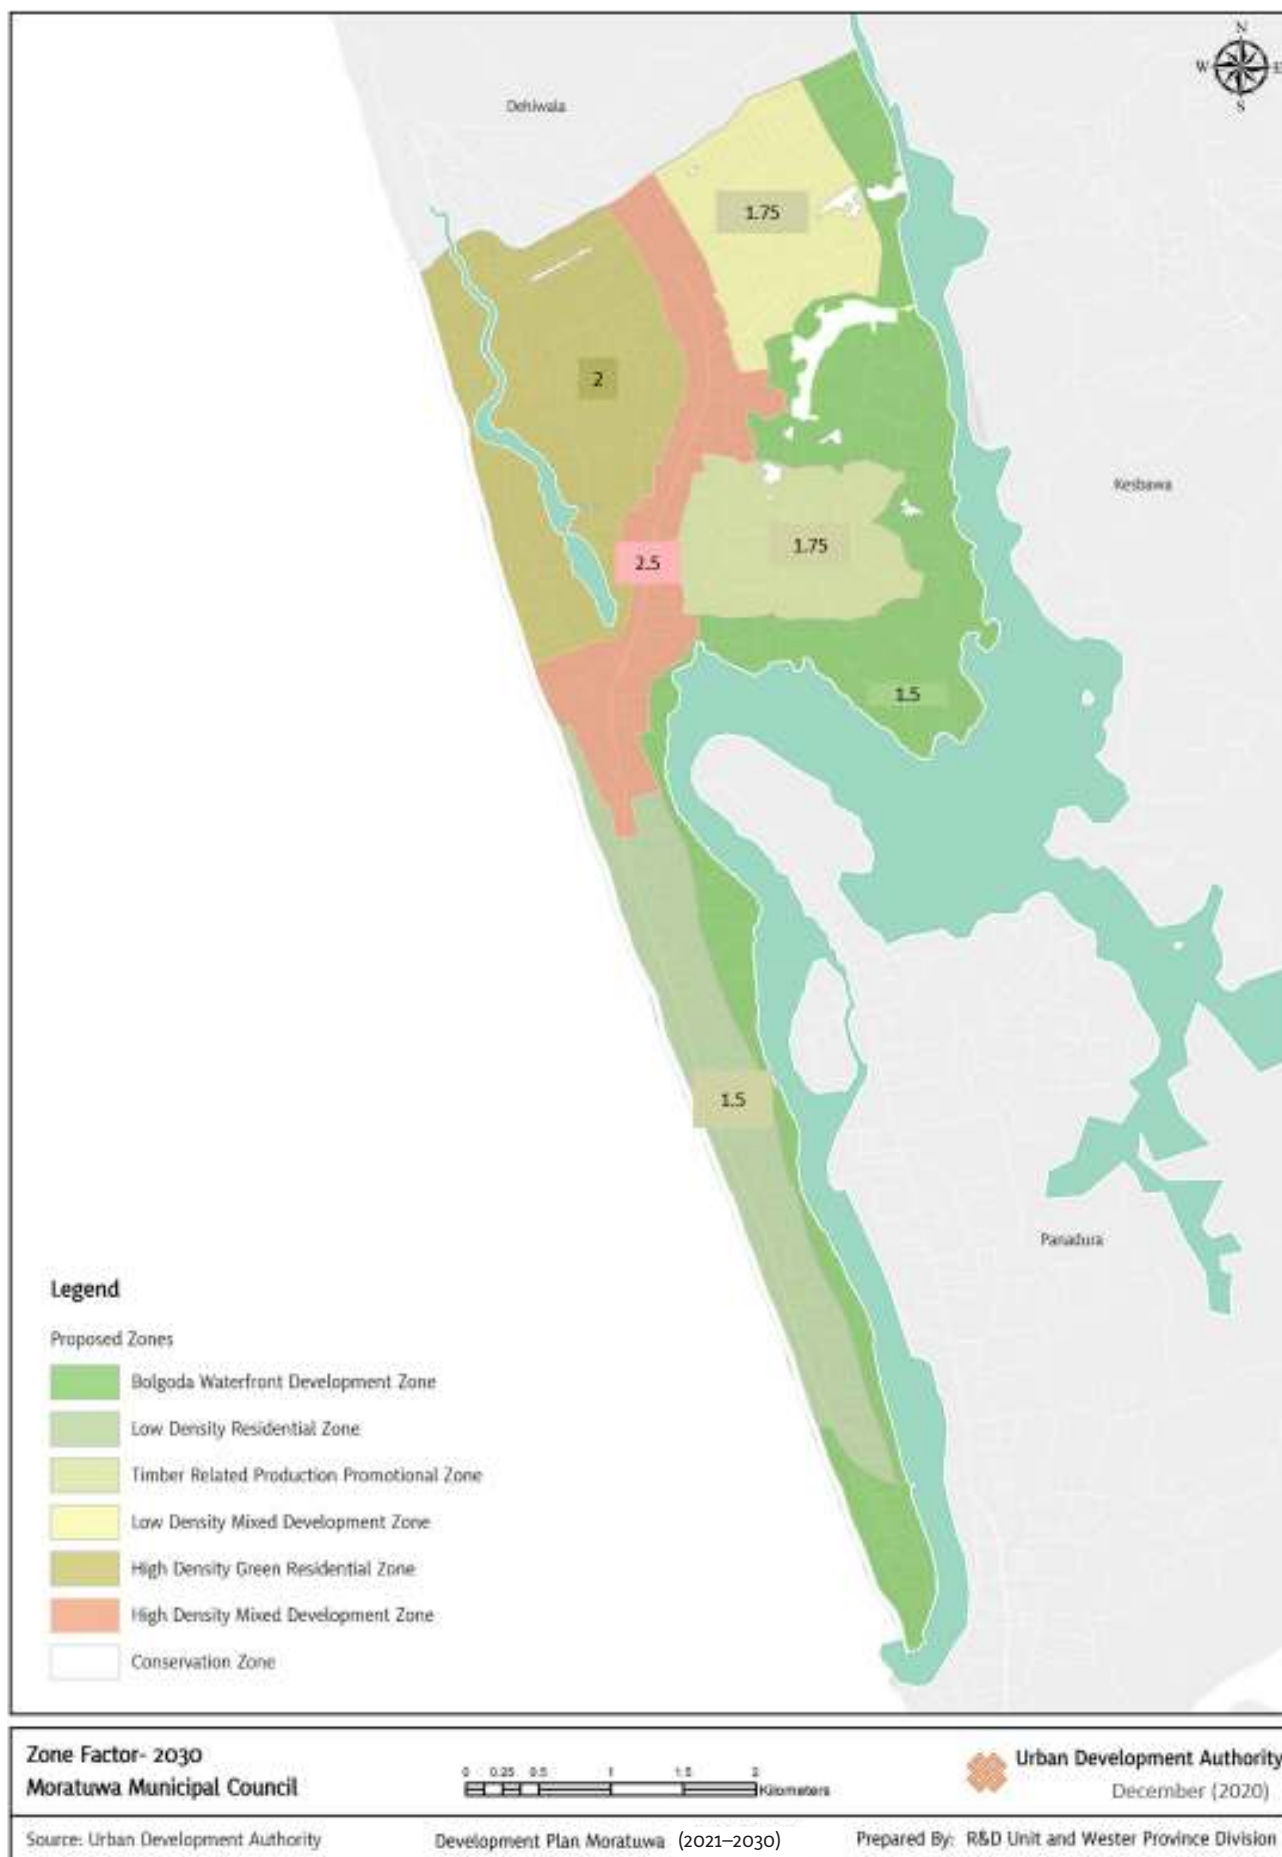 N
W E
S
Dehiwala
1.75
2
Kesbawa
1.75
2.5
1.5
1.5
Panadura
Legend
Proposed Zones
Bolgoda Waterfront Development Zone
Low Density Residential Zone
Timber Related Production Promotional Zone
Low Density Mixed Development Zone
High Density Green Residential Zone
High Density Mixed Development Zone
Conservation Zone
Zone Factor- 2030
Moratuwa Municipal Council
0 0.25 0.5 1 1.5 2
Kilometers
Urban Development Authority
December (2020)
Source: Urban Development Authority
Development Plan Moratuwa (2021–2030)
Prepared By: R&D Unit and Wester Province Division